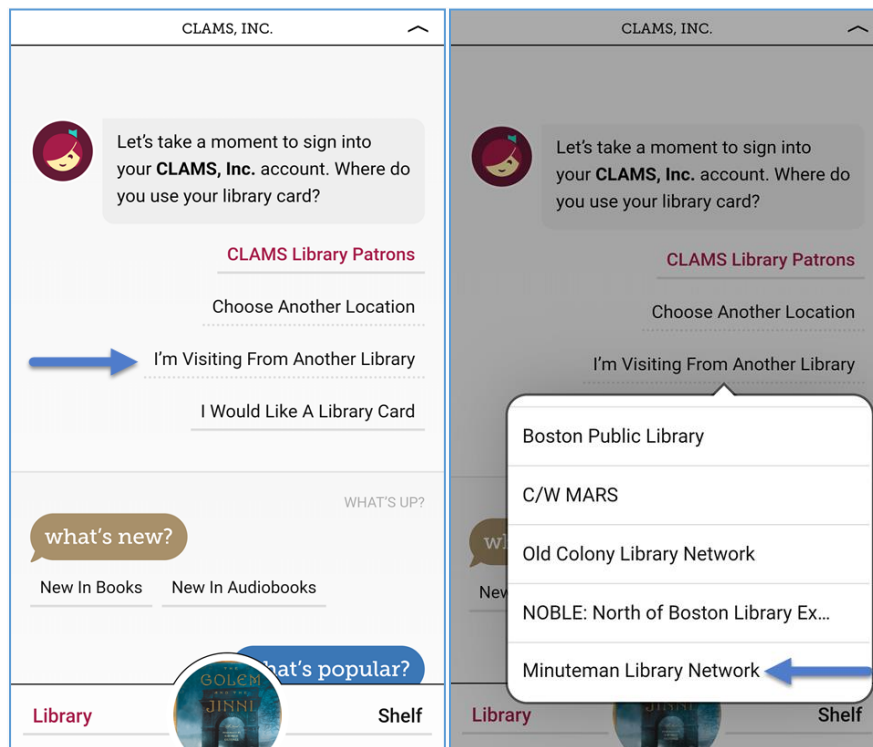 CLAMS, INC.
Let's take a moment to sign into
your CLAMS, Inc. account. Where do
you use your library card?
CLAMS Library Patrons
Choose Another Location
I'm Visiting From Another Library
I Would Like A Library Card
WHAT'S UP?
what's new?
New In Books New In Audiobooks
hat's popular?
THE
GOLEM
AND THE
JINNI
Library
Shelf
CLAMS, INC.
Let's take a moment to sign into
your CLAMS, Inc. account. Where do
you use your library card?
CLAMS Library Patrons
Choose Another Location
I'm Visiting From Another Library
Boston Public Library
C/W MARS
Old Colony Library Network
NOBLE: North of Boston Library Ex...
Minuteman Library Network
wl
New
JINNI
Library
Shelf